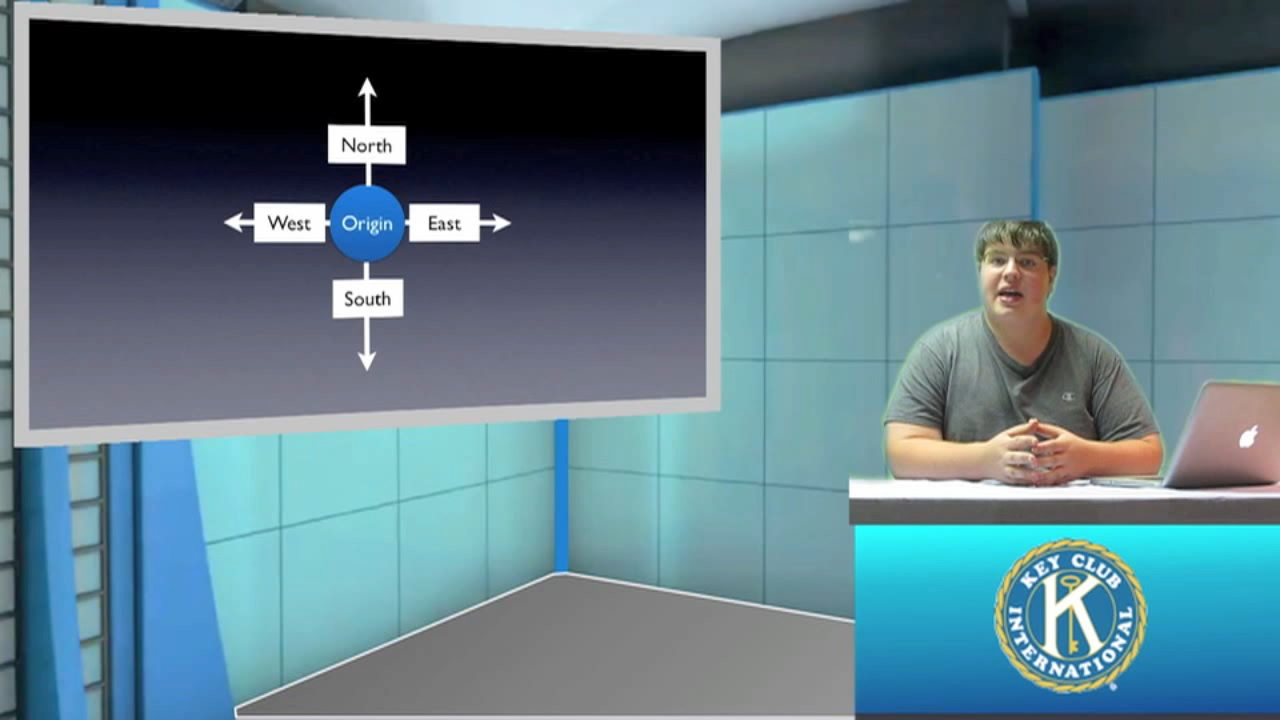 North
West Origin East
South
KEY CLUB
K
INTERNATIONAL